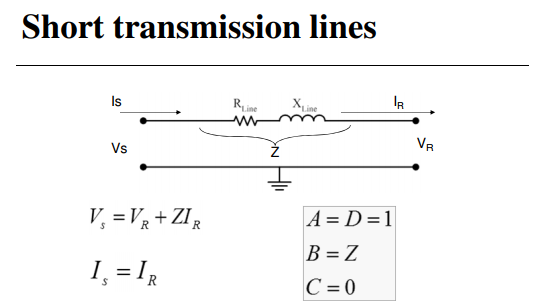 Short transmission lines
Is
R_Line
X_Line
I_R
Vs
Z
V_R
V_s = V_R + ZI_R
I_s = I_R
A = D = 1
B = Z
C = 0